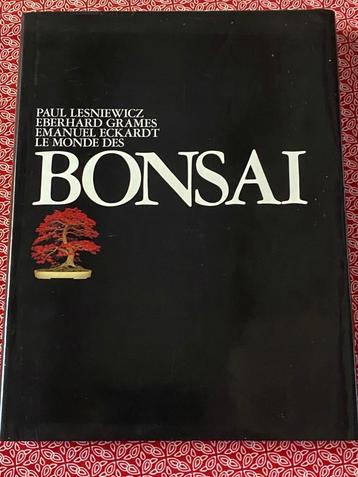 PAUL LESNIEWICZ
EBERHARD GRAMES
EMANUEL ECKARDT
LE MONDE DES
BONSAI